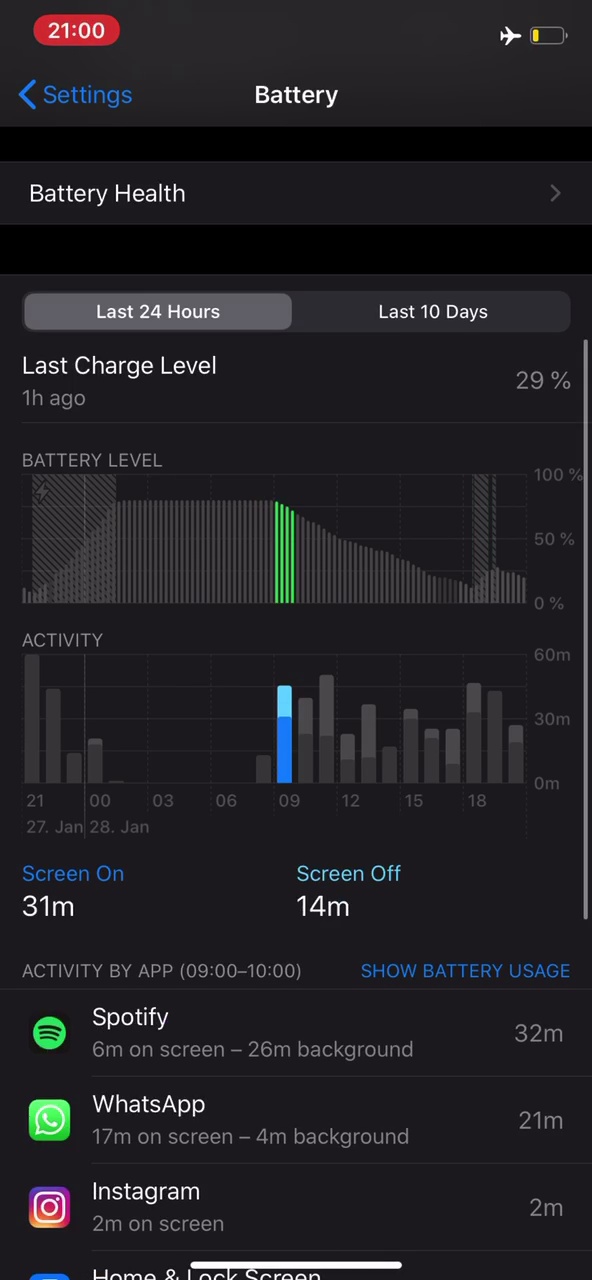 21:00
Settings
Battery
Battery Health
Last 24 Hours
Last 10 Days
Last Charge Level
29 %
1h ago
BATTERY LEVEL
100 %
50 %
0 %
ACTIVITY
60m
30m
0m
21 00 03 06 09 12 15 18
27. Jan 28. Jan
Screen On
Screen Off
31m
14m
ACTIVITY BY APP (09:00–10:00)
SHOW BATTERY USAGE
Spotify
6m on screen – 26m background
32m
WhatsApp
17m on screen – 4m background
21m
Instagram
2m on screen
2m
Home & Lock Screen